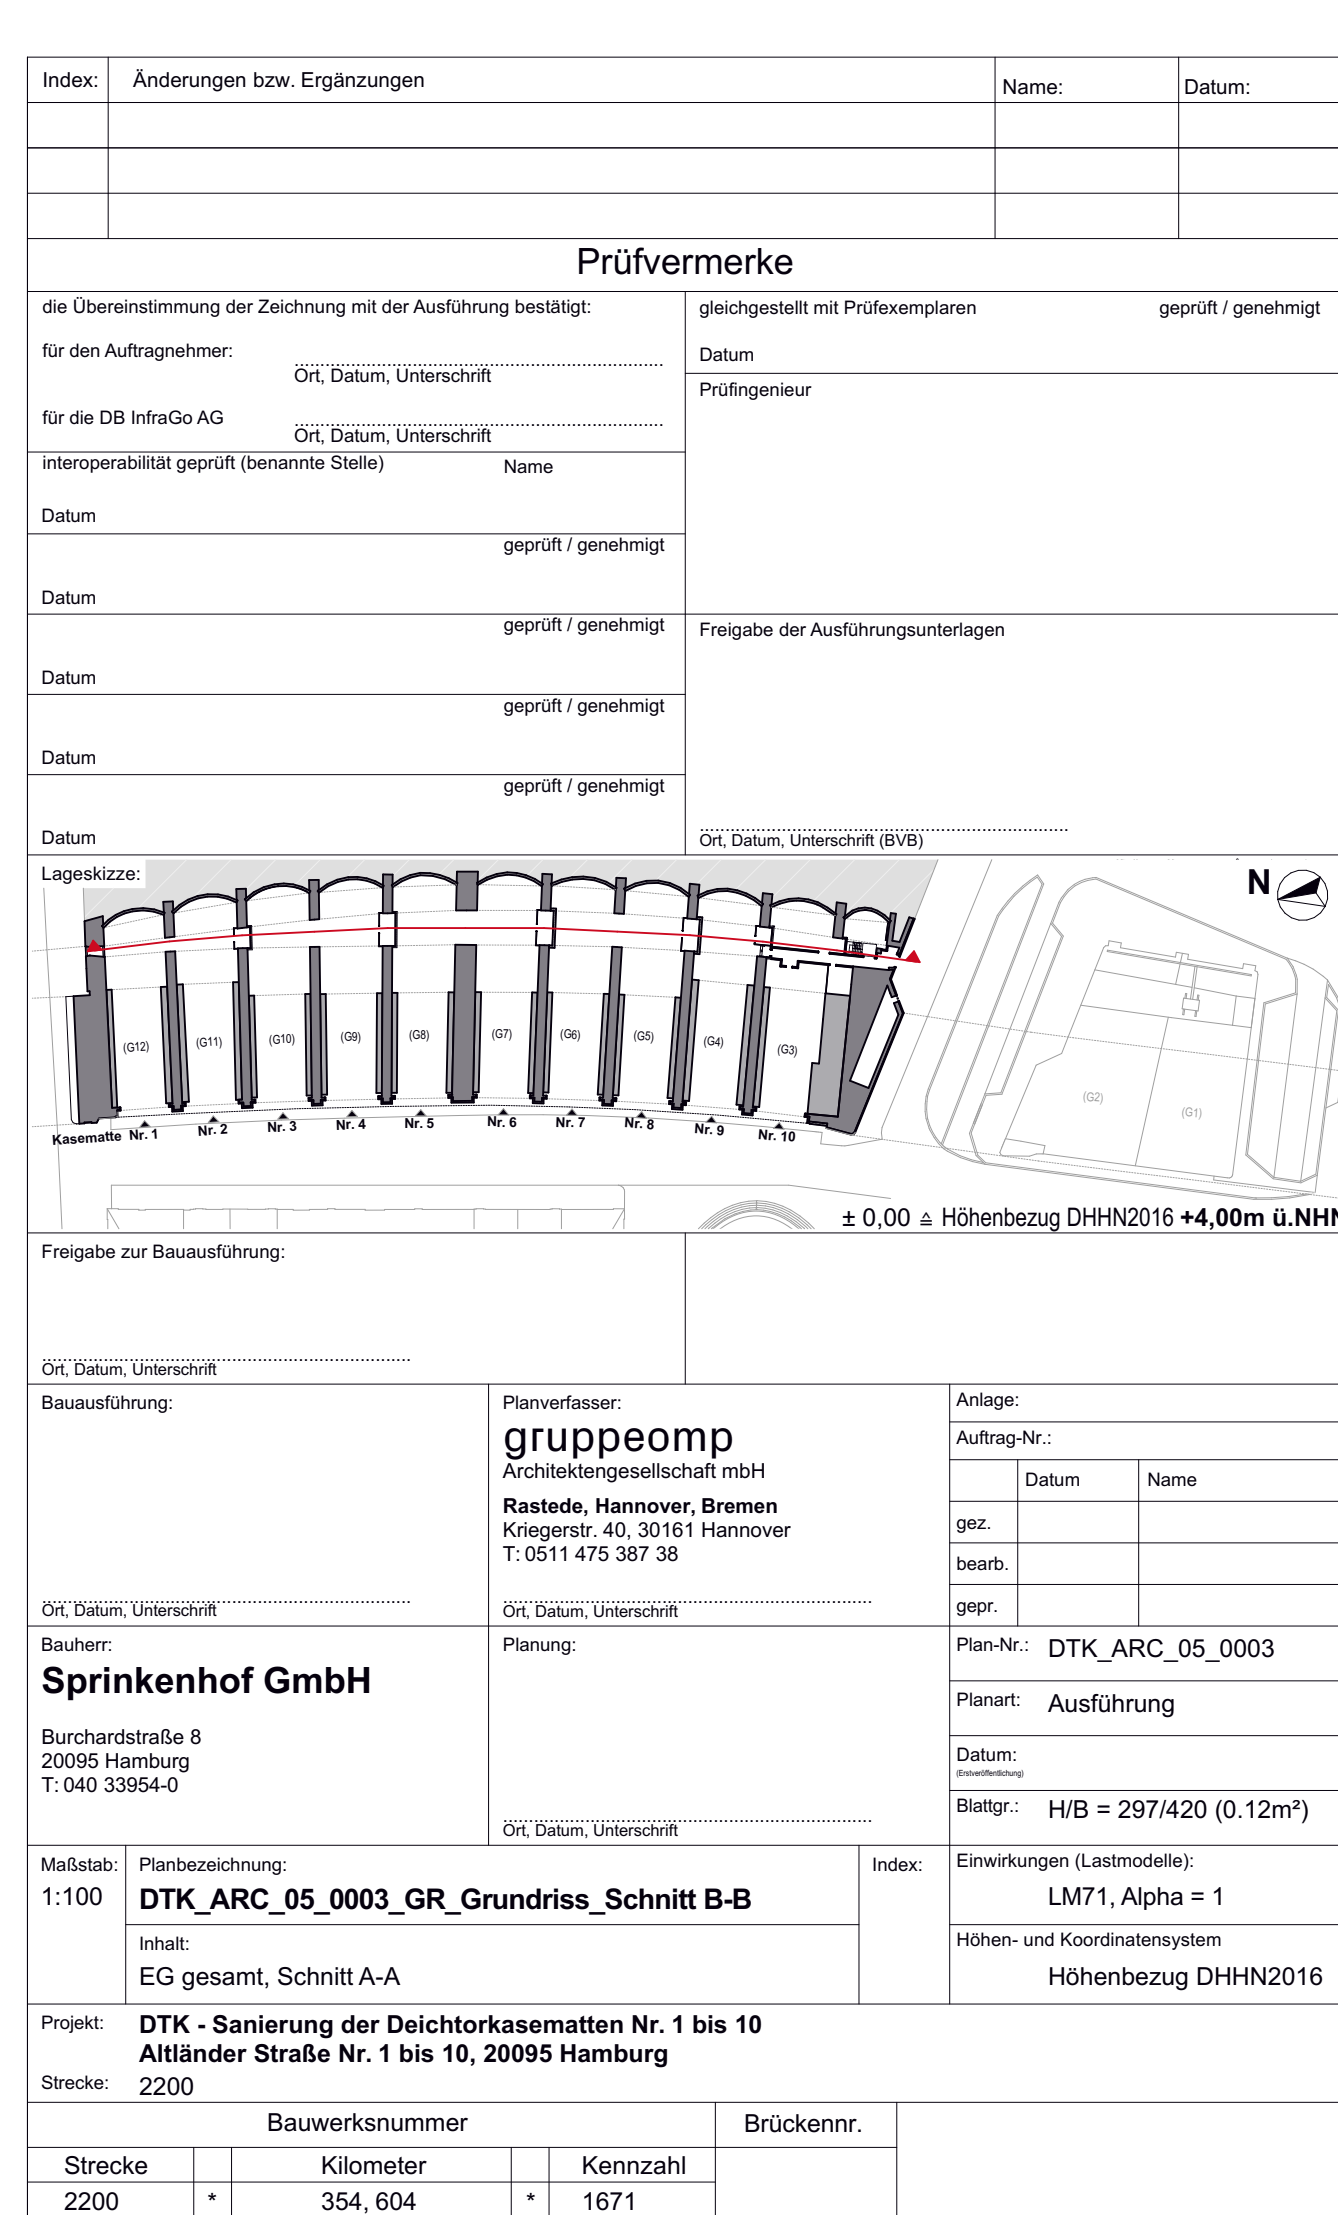 Index: Änderungen bzw. Ergänzungen Name: Datum:
Prüfvermerke
die Übereinstimmung der Zeichnung mit der Ausführung bestätigt:
für den Auftragnehmer:
Ort, Datum, Unterschrift
für die DB InfraGo AG
Ort, Datum, Unterschrift
gleichgestellt mit Prüfexemplaren geprüft / genehmigt
Datum
Prüfingenieur
interoperabilität geprüft (benannte Stelle) Name
Datum
geprüft / genehmigt
Datum
geprüft / genehmigt
Datum
geprüft / genehmigt
Datum
geprüft / genehmigt
Datum
Freigabe der Ausführungsunterlagen
Ort, Datum, Unterschrift (BVB)
Lageskizze:
N
(G12) (G11) (G10) (G9) (G8) (G7) (G6) (G5) (G4) (G3) (G2) (G1)
Kasematte Nr. 1 Nr. 2 Nr. 3 Nr. 4 Nr. 5 Nr. 6 Nr. 7 Nr. 8 Nr. 9 Nr. 10
± 0,00 ≙ Höhenbezug DHHN2016 +4,00m ü.NHN
Freigabe zur Bauausführung:
Ort, Datum, Unterschrift
Bauausführung:
Ort, Datum, Unterschrift
Planverfasser:
gruppeomp
Architektengesellschaft mbH
Rastede, Hannover, Bremen
Kriegerstr. 40, 30161 Hannover
T: 0511 475 387 38
Ort, Datum, Unterschrift
Anlage:
Auftrag-Nr.:
Datum Name
gez.
bearb.
gepr.
Bauherr:
Sprinkenhof GmbH
Burchardstraße 8
20095 Hamburg
T: 040 33954-0
Planung:
Ort, Datum, Unterschrift
Plan-Nr.: DTK_ARC_05_0003
Planart: Ausführung
Datum:
(Erstveröffentlichung)
Blattgr.: H/B = 297/420 (0.12m²)
Maßstab:
1:100
Planbezeichnung:
DTK_ARC_05_0003_GR_Grundriss_Schnitt B-B
Inhalt:
EG gesamt, Schnitt A-A
Index:
Einwirkungen (Lastmodelle):
LM71, Alpha = 1
Höhen- und Koordinatensystem
Höhenbezug DHHN2016
Projekt: DTK - Sanierung der Deichtorkasematten Nr. 1 bis 10
Altländer Straße Nr. 1 bis 10, 20095 Hamburg
Strecke: 2200
Bauwerksnummer Brückennr.
Strecke Kilometer Kennzahl
2200 * 354, 604 * 1671